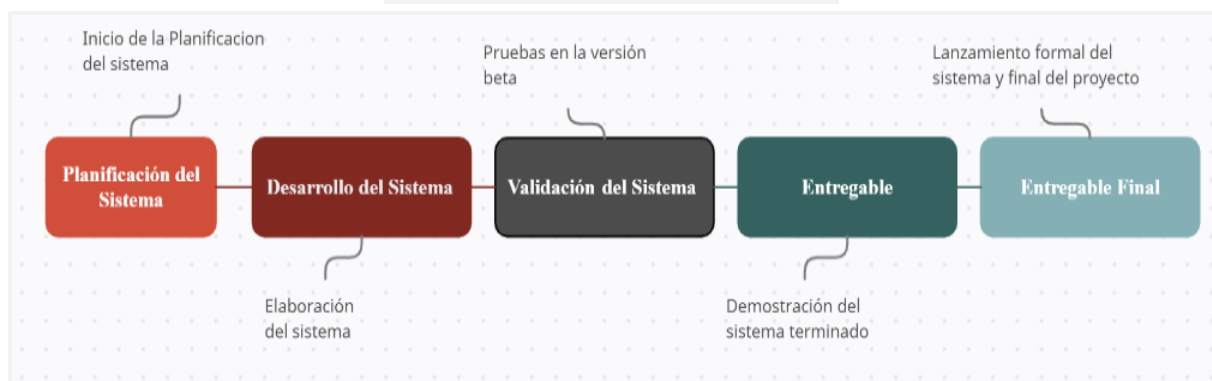 Inicio de la Planificacion
del sistema
Pruebas en la versión
beta
Lanzamiento formal del
sistema y final del proyecto
Planificación del
Sistema
Desarrollo del Sistema
Validación del Sistema
Entregable
Entregable Final
Elaboración
del sistema
Demostración del
sistema terminado